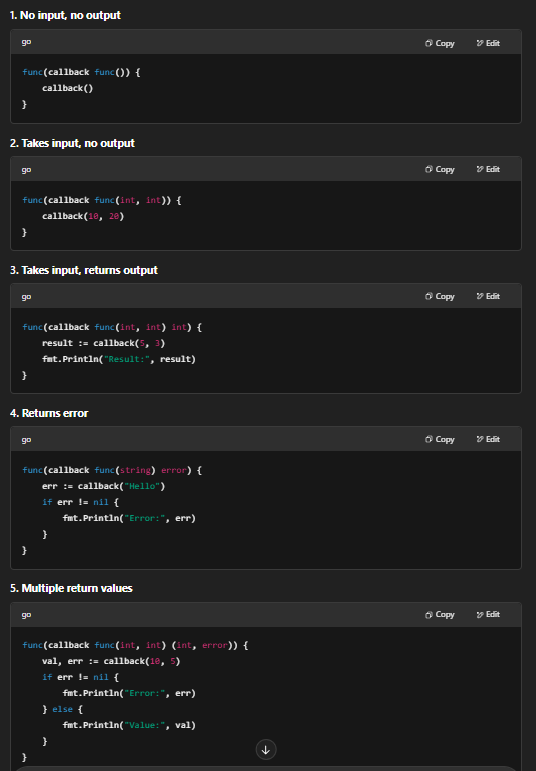 1. No input, no output
go
Copy Edit
func(callback func()) {
    callback()
}
2. Takes input, no output
go
Copy Edit
func(callback func(int, int)) {
    callback(10, 20)
}
3. Takes input, returns output
go
Copy Edit
func(callback func(int, int) int) {
    result := callback(5, 3)
    fmt.Println("Result:", result)
}
4. Returns error
go
Copy Edit
func(callback func(string) error) {
    err := callback("Hello")
    if err != nil {
        fmt.Println("Error:", err)
    }
}
5. Multiple return values
go
Copy Edit
func(callback func(int, int) (int, error)) {
    val, err := callback(10, 5)
    if err != nil {
        fmt.Println("Error:", err)
    } else {
        fmt.Println("Value:", val)
    }
}